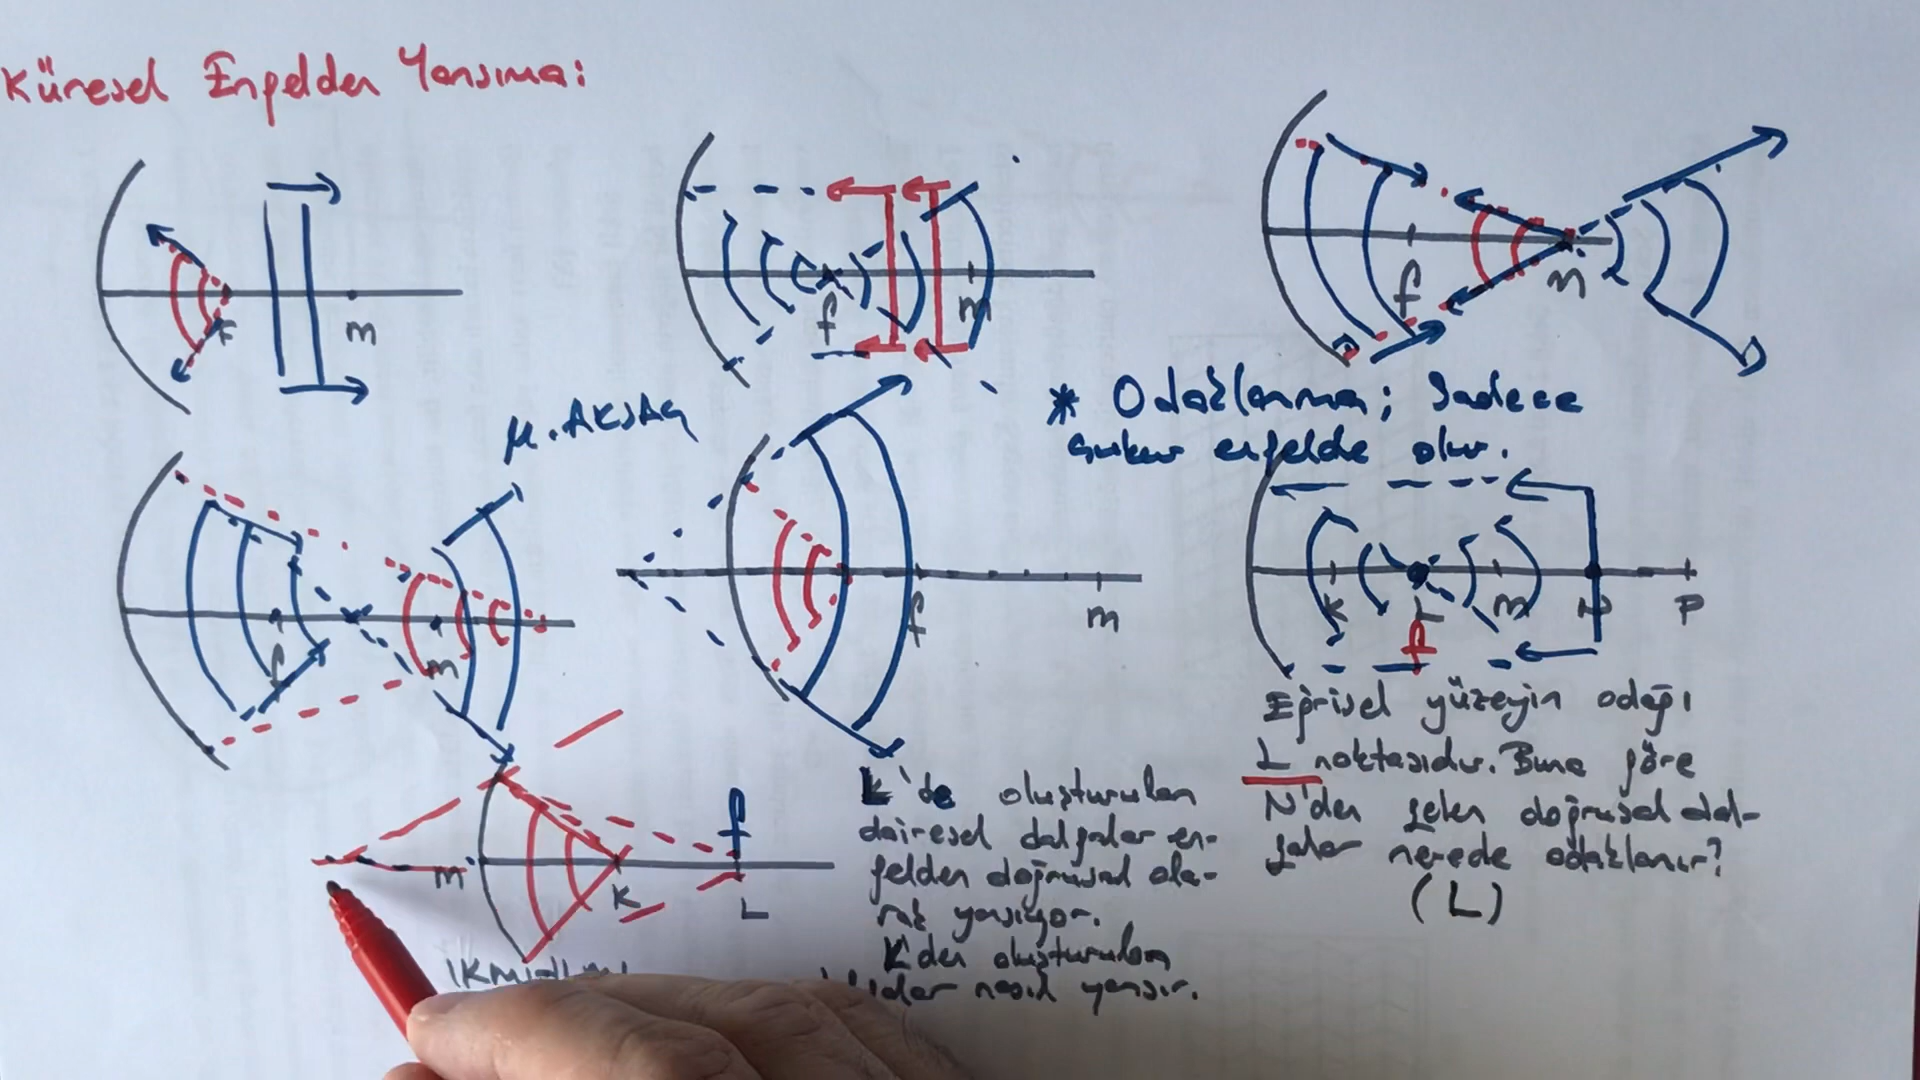 Küresel Engelden Yansıma:
F
m
f
m
f
m
M. AKSAÇ
* Odaklanma; Sadece
çukur engelde olur.
f
m
f
m
K
L
m
N
P
f
Eğrisel yüzeyin odağı
L noktasıdır. Buna göre
N'den gelen doğrusal dal-
galar nerede odaklanır?
(L)
f
m
K
L
'de oluşturulan
dairesel dalgalar en-
gelden doğrusal ola-
rak yansıyor.
K'den oluşturulan
nasıl yansır.